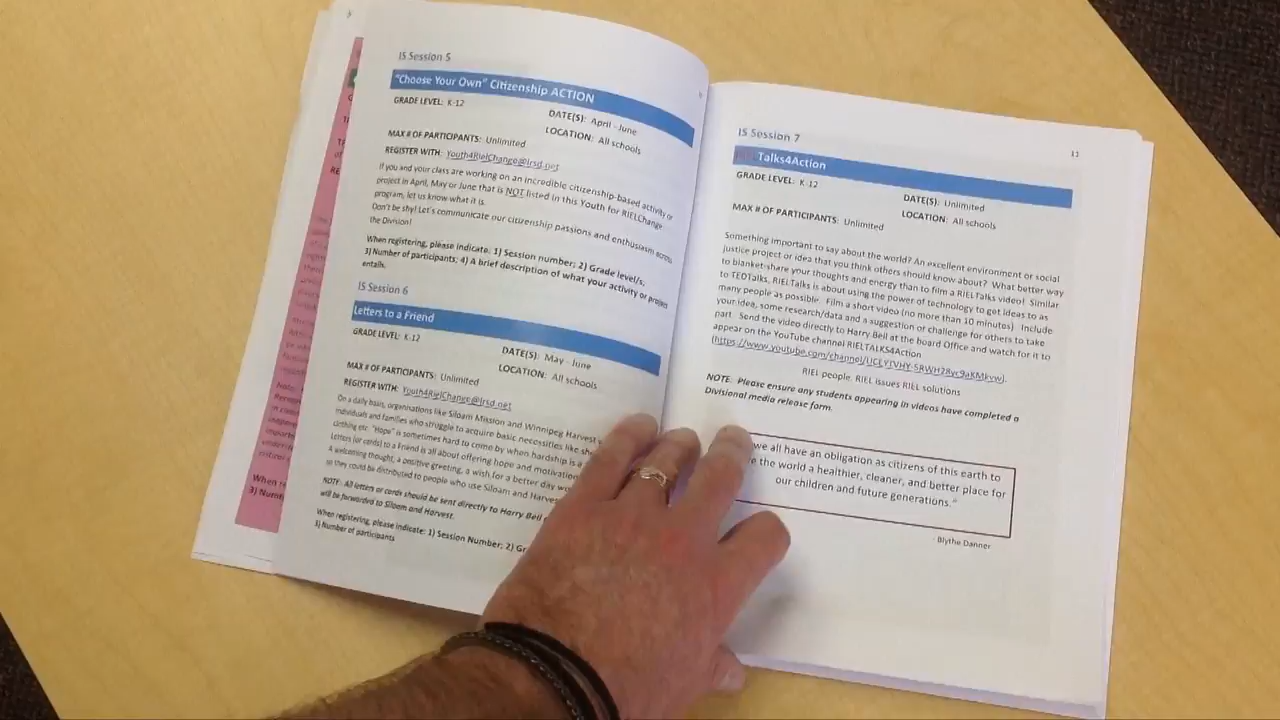 IS Session 5
"Choose Your Own" Citizenship ACTION
GRADE LEVEL: K-12
DATE(S): April - June
LOCATION: All schools
MAX # OF PARTICIPANTS: Unlimited
REGISTER WITH: Youth4RielChange@lrsd.net
If you and your class are working on an incredible citizenship-based activity or
project in April, May or June that is NOT listed in this Youth for RIELChange
program, let us know what it is.
Don't be shy! Let's communicate our citizenship passions and enthusiasm across
the Division!
When registering, please indicate: 1) Session number; 2) Grade level/s;
3) Number of participants; 4) A brief description of what your activity or project
entails.
IS Session 6
Letters to a Friend
GRADE LEVEL: K-12
DATE(S): May - June
LOCATION: All schools
MAX # OF PARTICIPANTS: Unlimited
REGISTER WITH: Youth4RielChange@lrsd.net
On a daily basis, organisations like Siloam Mission and Winnipeg Harvest
individuals and families who struggle to acquire basic necessities like
clothing etc. "Hope" is sometimes hard to come by when hardship is a
Letters (or cards) to a Friend is all about offering hope and motivation
A welcoming thought, a positive greeting, a wish for a better day
so they could be distributed to people who use Siloam and Harvest
NOTE: All letters or cards should be sent directly to Harry Bell
will be forwarded to Siloam and Harvest.
When registering, please indicate: 1) Session Number; 2)
3) Number of participants
11
IS Session 7
Talks4Action
GRADE LEVEL: K-12
DATE(S): Unlimited
LOCATION: All schools
MAX # OF PARTICIPANTS: Unlimited
Something important to say about the world? An excellent environment or social
justice project or idea that you think others should know about? What better way
to blanket-share your thoughts and energy than to film a RIELTalks video! Similar
to TEDTalks, RIELTalks is about using the power of technology to get ideas to as
many people as possible. Film a short video (no more than 10 minutes). Include
your idea, some research/data and a suggestion or challenge for others to take
part. Send the video directly to Harry Bell at the board Office and watch for it to
appear on the YouTube channel RIELTALKS4Action
RIEL people. RIEL issues RIEL solutions
NOTE: Please ensure any students appearing in videos have completed a
Divisional media release form.
we all have an obligation as citizens of this earth to
the world a healthier, cleaner, and better place for
our children and future generations."
- Blythe Danner